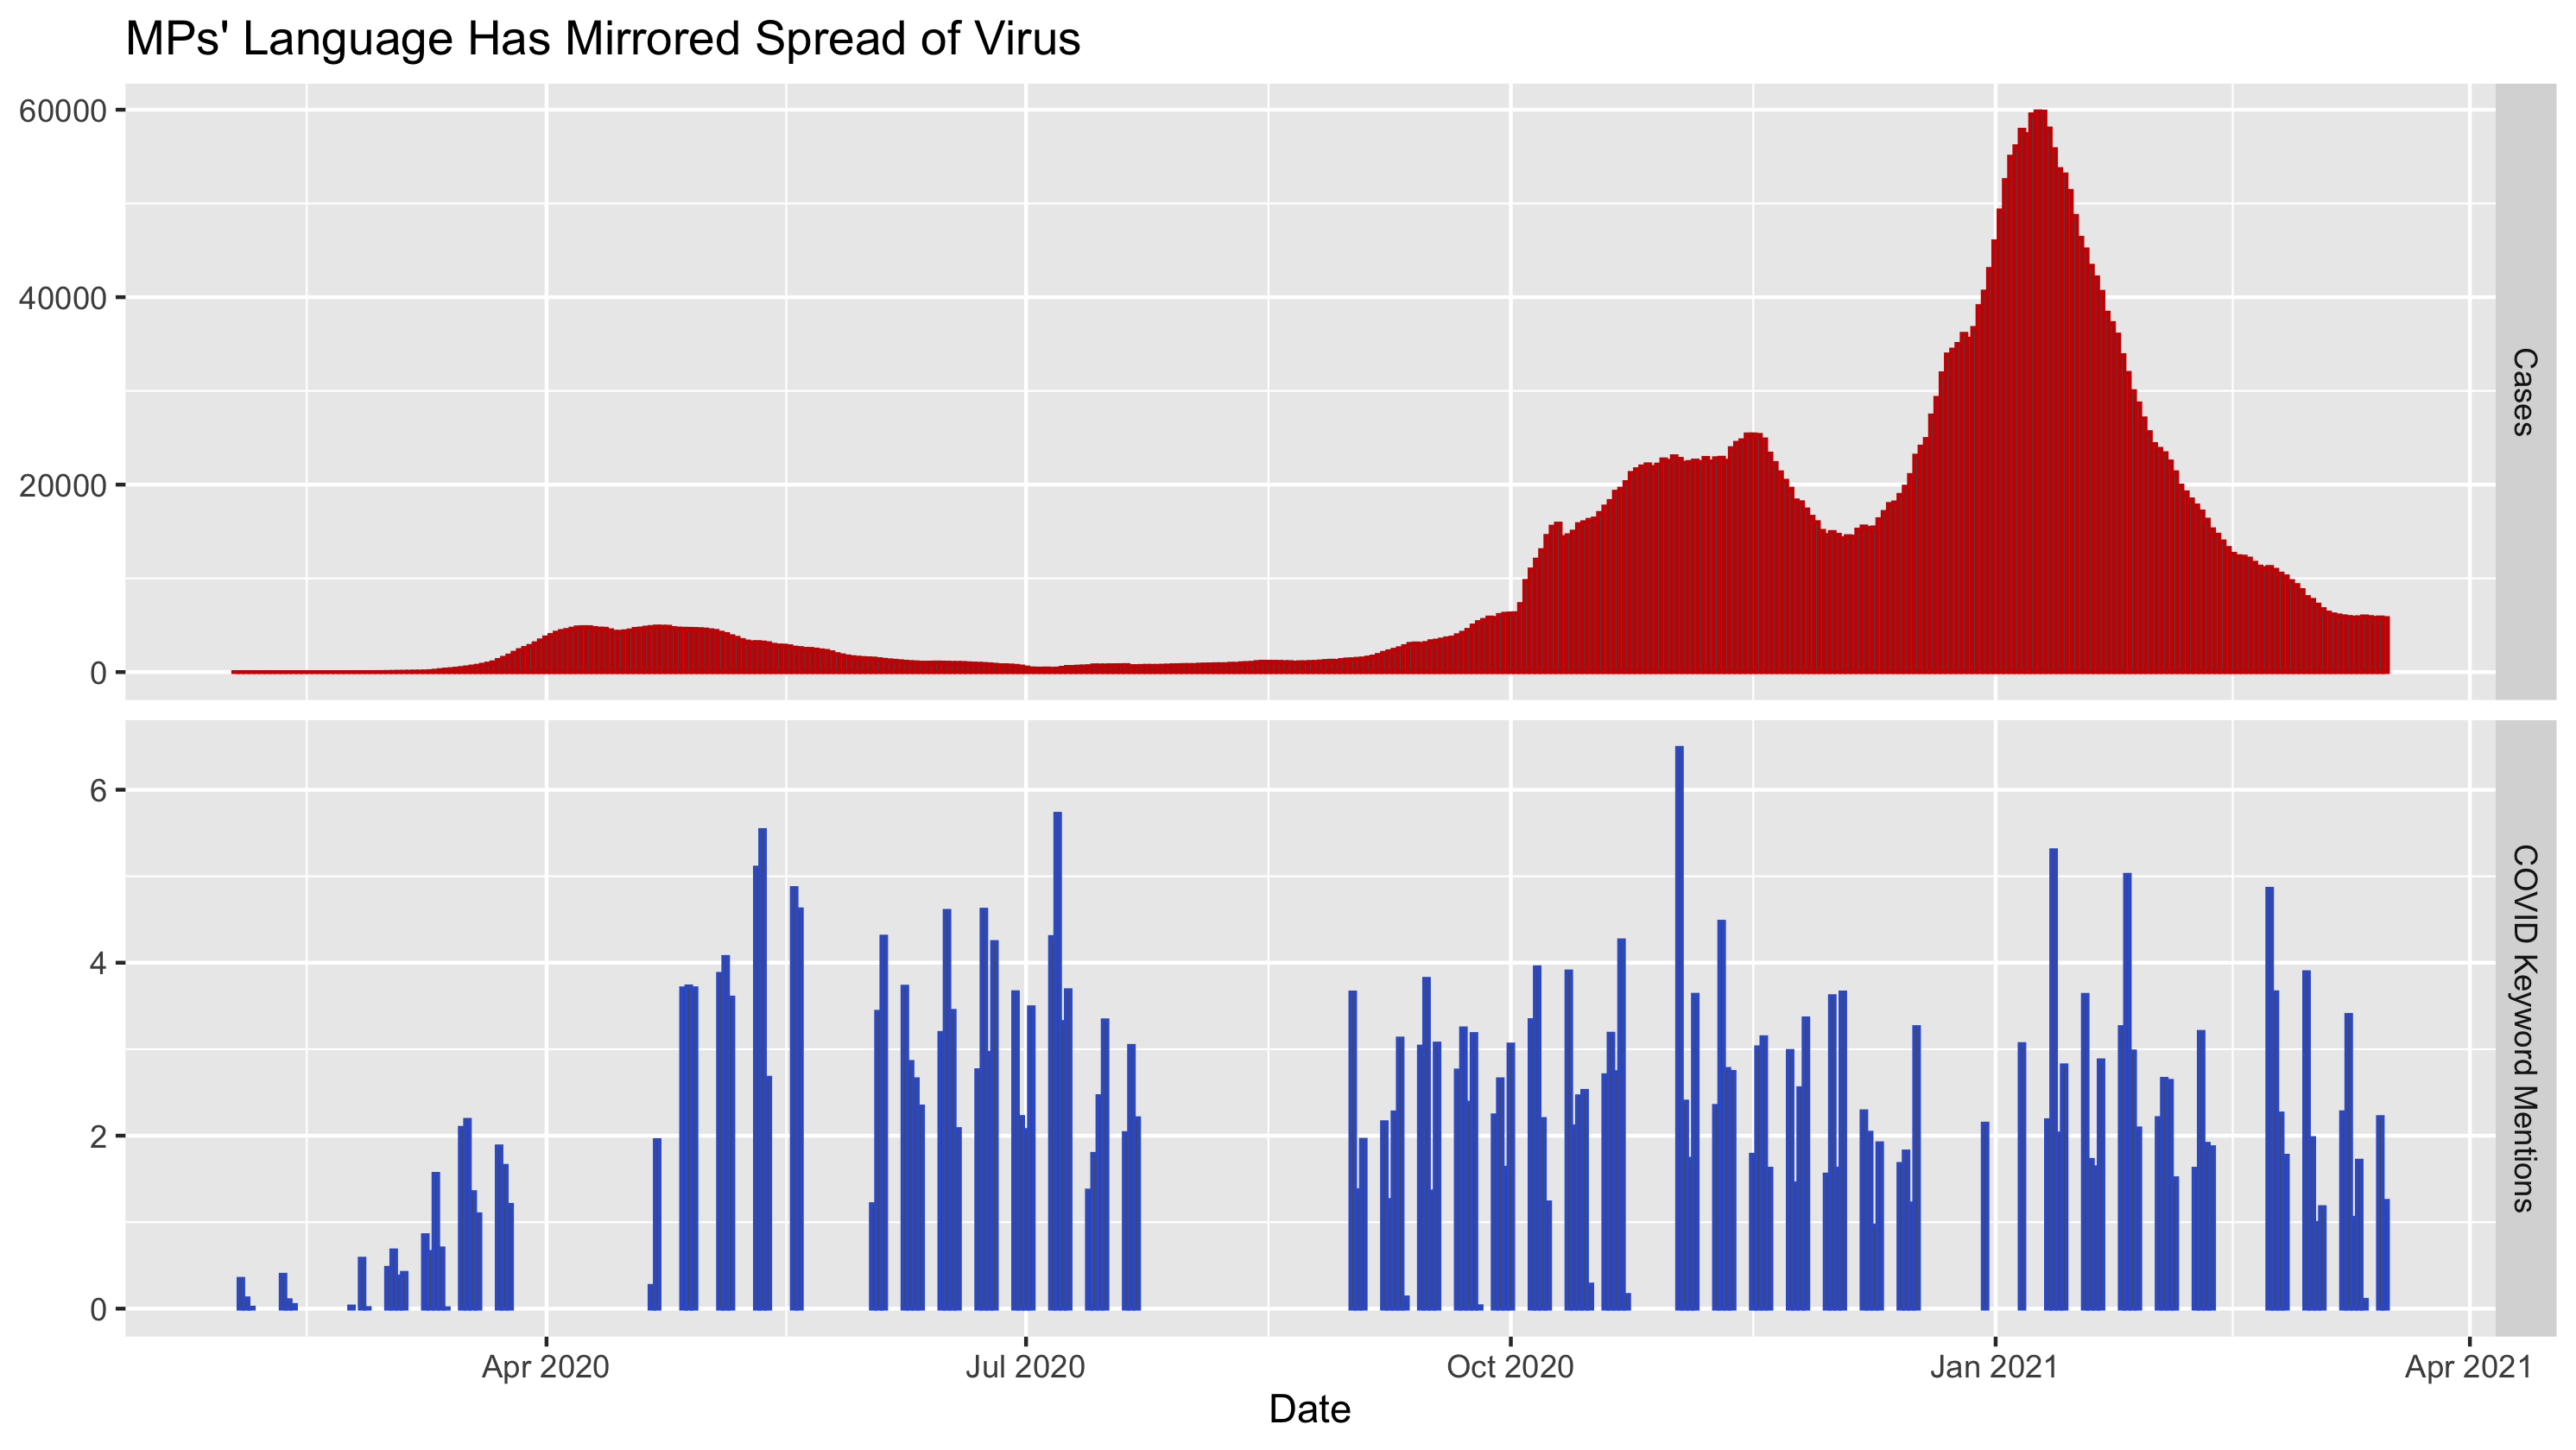 MPs' Language Has Mirrored Spread of Virus
60000
40000
20000
0
Cases
6
4
2
0
COVID Keyword Mentions
Apr 2020
Jul 2020
Oct 2020
Jan 2021
Apr 2021
Date